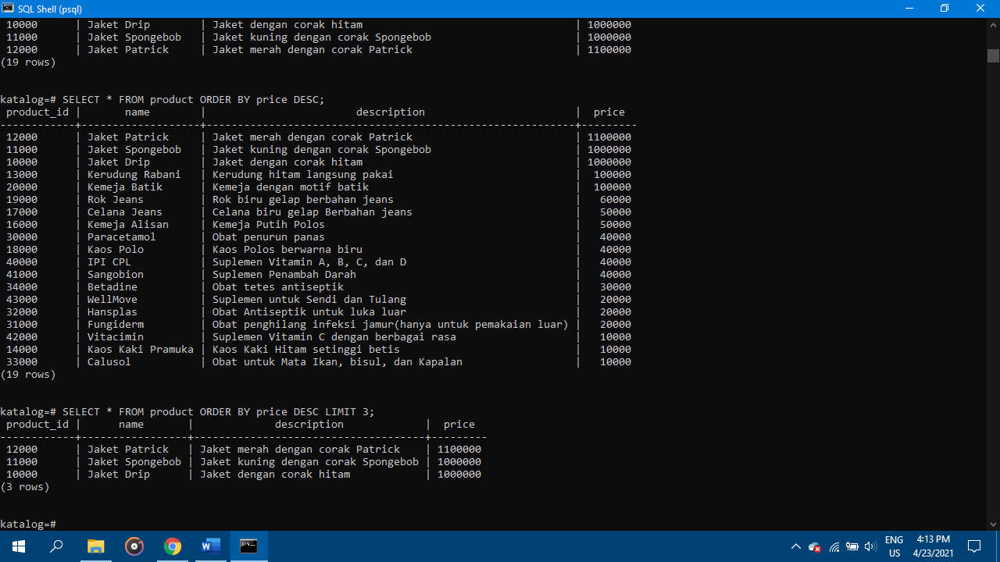 SQL Shell (psql)
 10000      | Jaket Drip        | Jaket dengan corak hitam                                  | 1000000
 11000      | Jaket Spongebob   | Jaket kuning dengan corak Spongebob                       | 1000000
 12000      | Jaket Patrick     | Jaket merah dengan corak Patrick                          | 1100000
(19 rows)
katalog=# SELECT * FROM product ORDER BY price DESC;
 product_id |       name        |                        description                        |  price
------------+-------------------+-----------------------------------------------------------+---------
 12000      | Jaket Patrick     | Jaket merah dengan corak Patrick                          | 1100000
 11000      | Jaket Spongebob   | Jaket kuning dengan corak Spongebob                       | 1000000
 10000      | Jaket Drip        | Jaket dengan corak hitam                                  | 1000000
 13000      | Kerudung Rabani   | Kerudung hitam langsung pakai                             |  100000
 20000      | Kemeja Batik      | Kemeja dengan motif batik                                 |  100000
 19000      | Rok Jeans         | Rok biru gelap berbahan jeans                             |   60000
 17000      | Celana Jeans      | Celana biru gelap Berbahan jeans                          |   50000
 16000      | Kemeja Alisan     | Kemeja Putih Polos                                        |   50000
 30000      | Paracetamol       | Obat penurun panas                                        |   40000
 18000      | Kaos Polo         | Kaos Polos berwarna biru                                  |   40000
 40000      | IPI CPL           | Suplemen Vitamin A, B, C, dan D                           |   40000
 41000      | Sangobion         | Suplemen Penambah Darah                                   |   40000
 34000      | Betadine          | Obat tetes antiseptik                                     |   30000
 43000      | WellMove          | Suplemen untuk Sendi dan Tulang                           |   20000
 32000      | Hansplas          | Obat Antiseptik untuk luka luar                           |   20000
 31000      | Fungiderm         | Obat penghilang infeksi jamur(hanya untuk pemakaian luar) |   20000
 42000      | Vitacimin         | Suplemen Vitamin C dengan berbagai rasa                   |   10000
 14000      | Kaos Kaki Pramuka | Kaos Kaki Hitam setinggi betis                            |   10000
 33000      | Calusol           | Obat untuk Mata Ikan, bisul, dan Kapalan                  |   10000
(19 rows)
katalog=# SELECT * FROM product ORDER BY price DESC LIMIT 3;
 product_id |      name       |             description             |  price
------------+-----------------+-------------------------------------+---------
 12000      | Jaket Patrick   | Jaket merah dengan corak Patrick    | 1100000
 11000      | Jaket Spongebob | Jaket kuning dengan corak Spongebob | 1000000
 10000      | Jaket Drip      | Jaket dengan corak hitam            | 1000000
(3 rows)
katalog=#
ENG 4:13 PM
US 4/23/2021